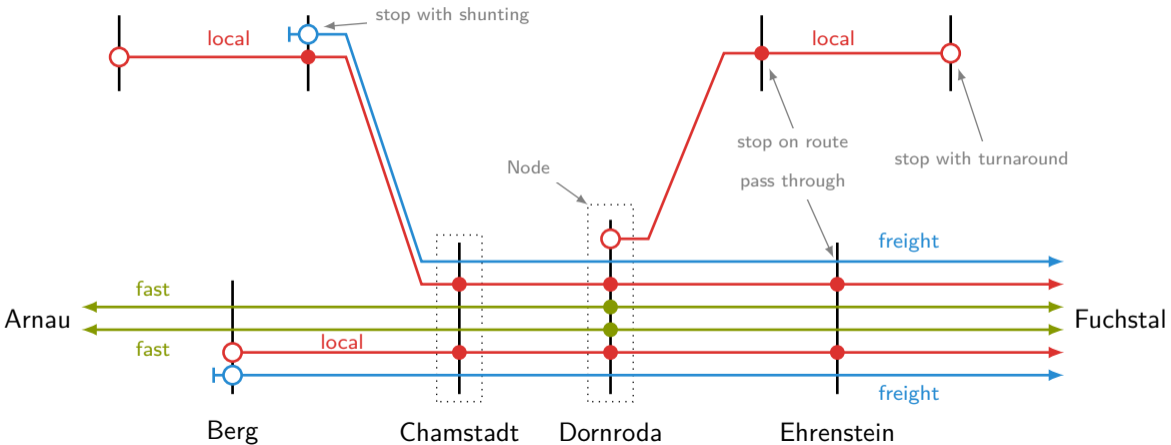 stop with shunting
local
local
stop on route
stop with turnaround
Node
pass through
freight
fast
Arnau
Fuchstal
local
fast
freight
Berg
Chamstadt
Dornroda
Ehrenstein